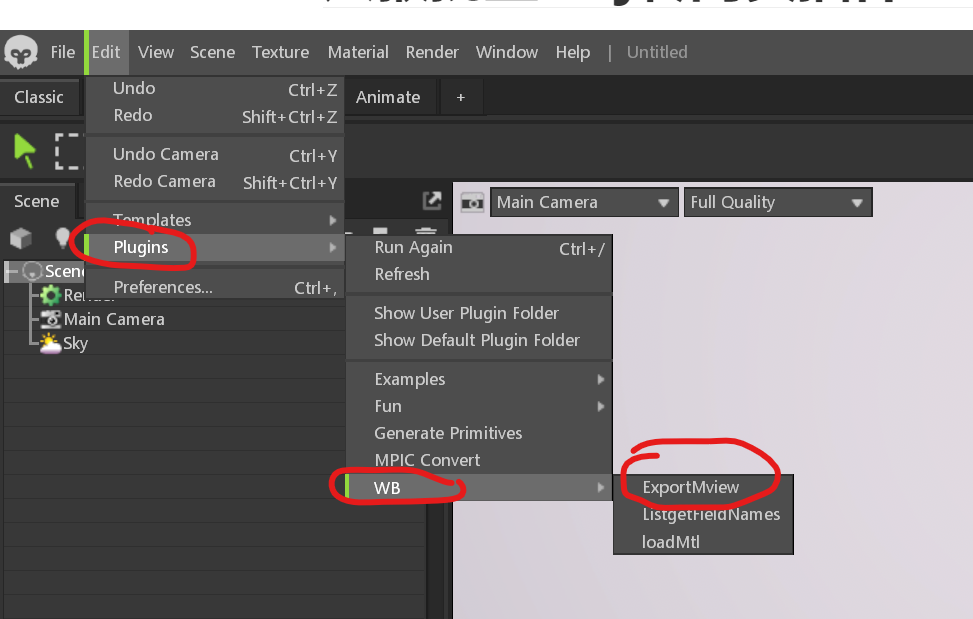 File Edit View Scene Texture Material Render Window Help | Untitled
Classic
Animate
+
Undo Ctrl+Z
Redo Shift+Ctrl+Z
Undo Camera Ctrl+Y
Redo Camera Shift+Ctrl+Y
Templates
Plugins
Preferences... Ctrl+,
Scene
Main Camera
Full Quality
Scene
Render
Main Camera
Sky
Run Again Ctrl+/
Refresh
Show User Plugin Folder
Show Default Plugin Folder
Examples
Fun
Generate Primitives
MPIC Convert
WB
ExportMview
ListgetFieldNames
loadMtl